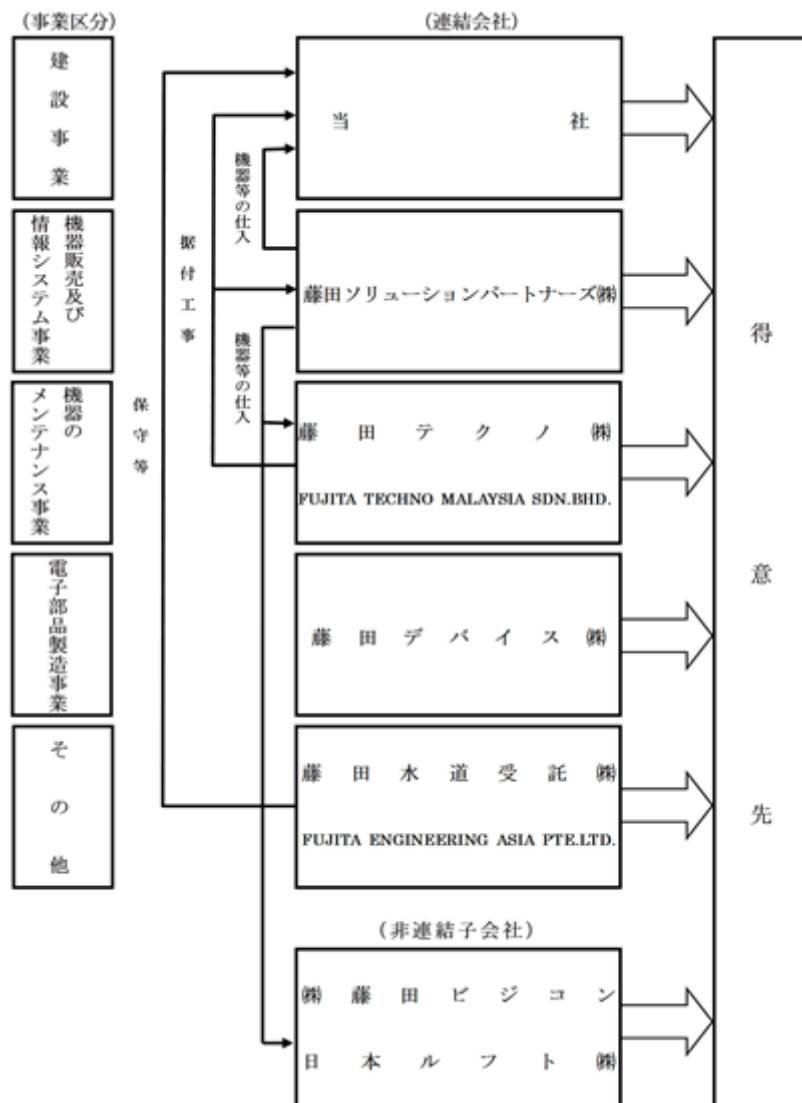 (事業区分)
(連結会社)
建設事業
当社
機器等の仕入
機器販売及び
情報システム事業
据付工事
藤田ソリューションパートナーズ㈱
得意先
機器等の仕入
機器の
メンテナンス事業
保守等
藤田テクノ㈱
FUJITA TECHNO MALAYSIA SDN.BHD.
電子部品製造事業
藤田デバイス㈱
その他
藤田水道受託㈱
FUJITA ENGINEERING ASIA PTE.LTD.
(非連結子会社)
㈱藤田ビジコン
日本ルフト㈱